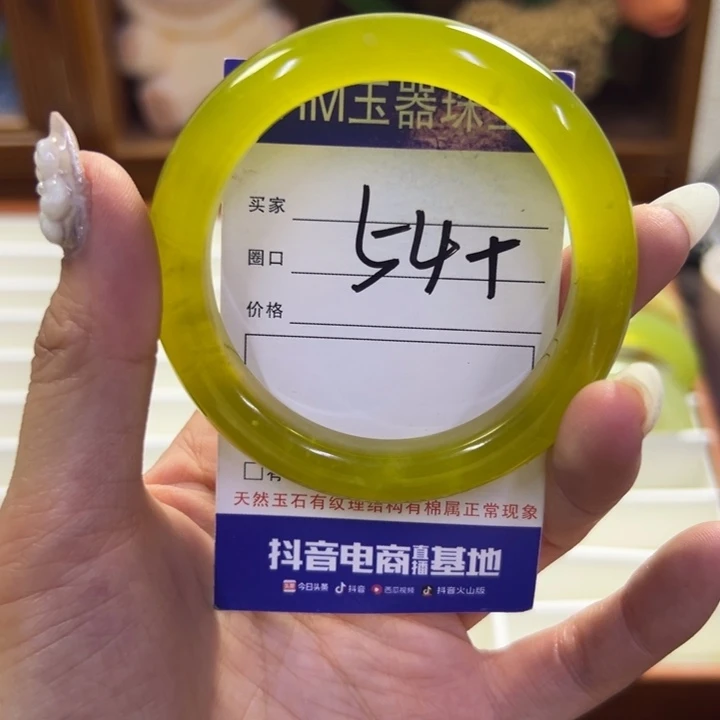 M玉器珠
买家
圈口
54+
价格
天然玉石有纹理结构有棉属正常现象
抖音电商直播基地
今日头条 抖音 西瓜视频 抖音火山版